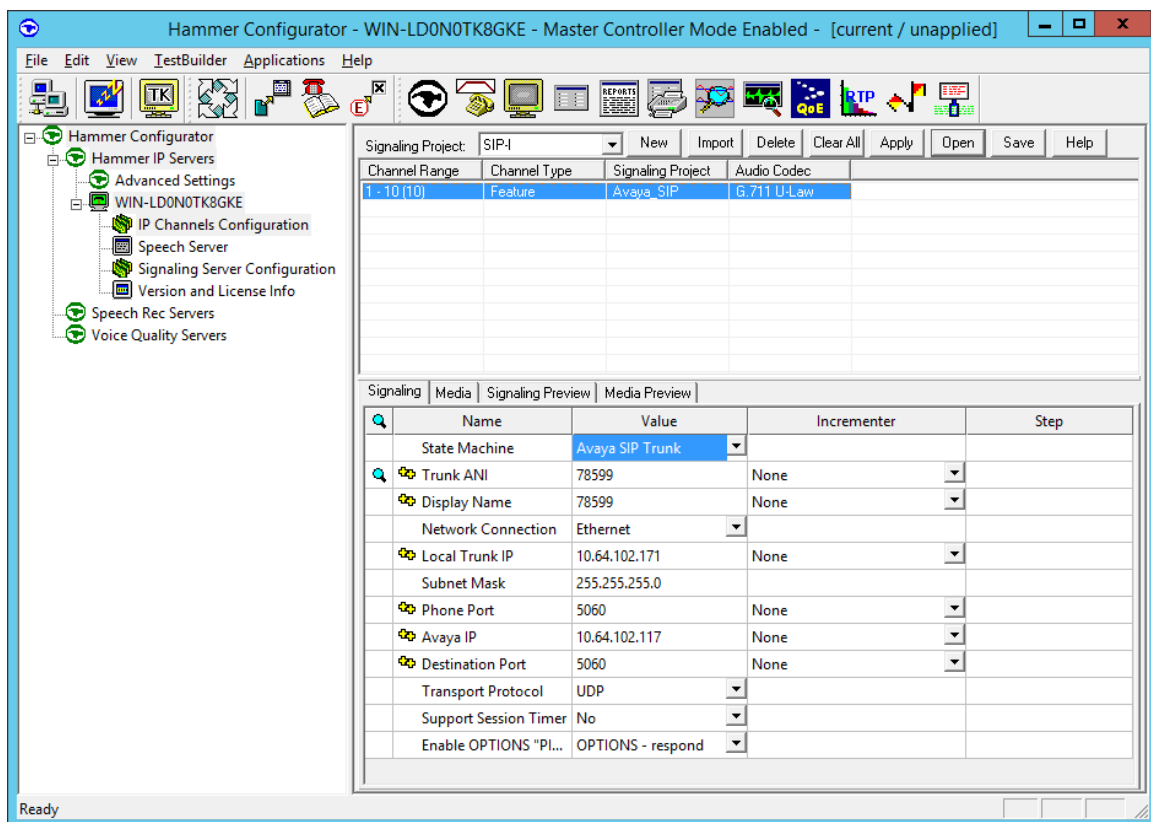 Hammer Configurator - WIN-LD0N0TK8GKE - Master Controller Mode Enabled - [current / unapplied]
File Edit View TestBuilder Applications Help
TK REPORTS QoE RTP
Hammer Configurator
Hammer IP Servers
Advanced Settings
WIN-LD0N0TK8GKE
IP Channels Configuration
Speech Server
Signaling Server Configuration
Version and License Info
Speech Rec Servers
Voice Quality Servers
Signaling Project: SIP-I New Import Delete Clear All Apply Open Save Help
Channel Range Channel Type Signaling Project Audio Codec
1 - 10 (10) Feature Avaya_SIP G.711 U-Law
Signaling Media Signaling Preview Media Preview
Name Value Incrementer Step
State Machine Avaya SIP Trunk
Trunk ANI 78599 None
Display Name 78599 None
Network Connection Ethernet
Local Trunk IP 10.64.102.171 None
Subnet Mask 255.255.255.0
Phone Port 5060 None
Avaya IP 10.64.102.117 None
Destination Port 5060 None
Transport Protocol UDP
Support Session Timer No
Enable OPTIONS "PI... OPTIONS - respond
Ready